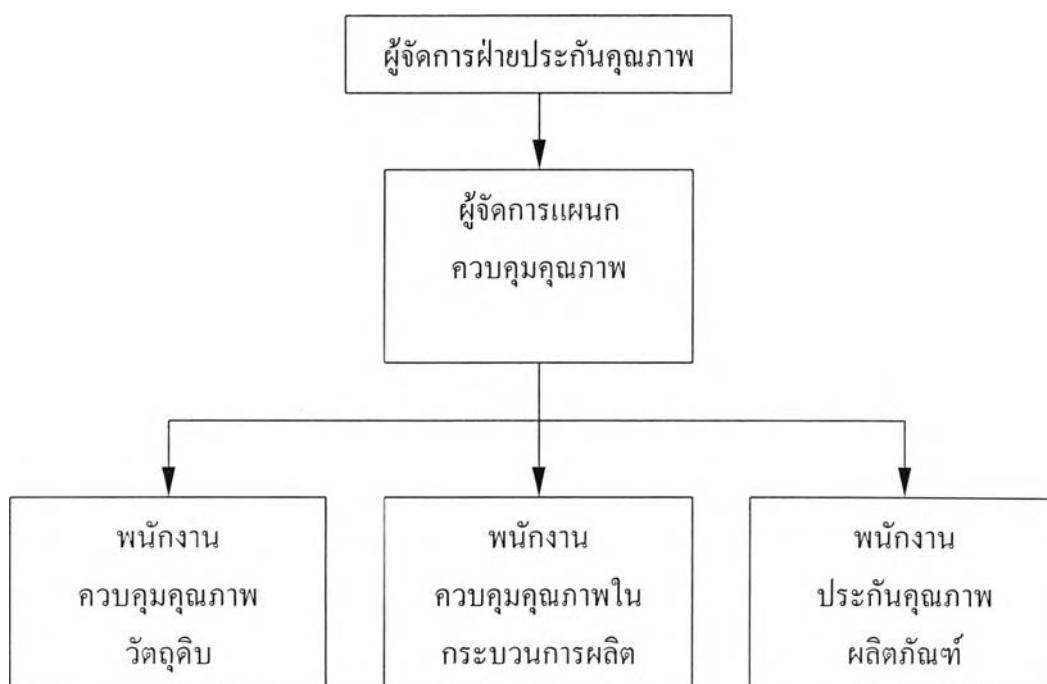 ผู้จัดการฝ่ายประกันคุณภาพ
ผู้จัดการแผนก
ควบคุมคุณภาพ
พนักงาน
ควบคุมคุณภาพ
วัตถุดิบ
พนักงาน
ควบคุมคุณภาพใน
กระบวนการผลิต
พนักงาน
ประกันคุณภาพ
ผลิตภัณฑ์